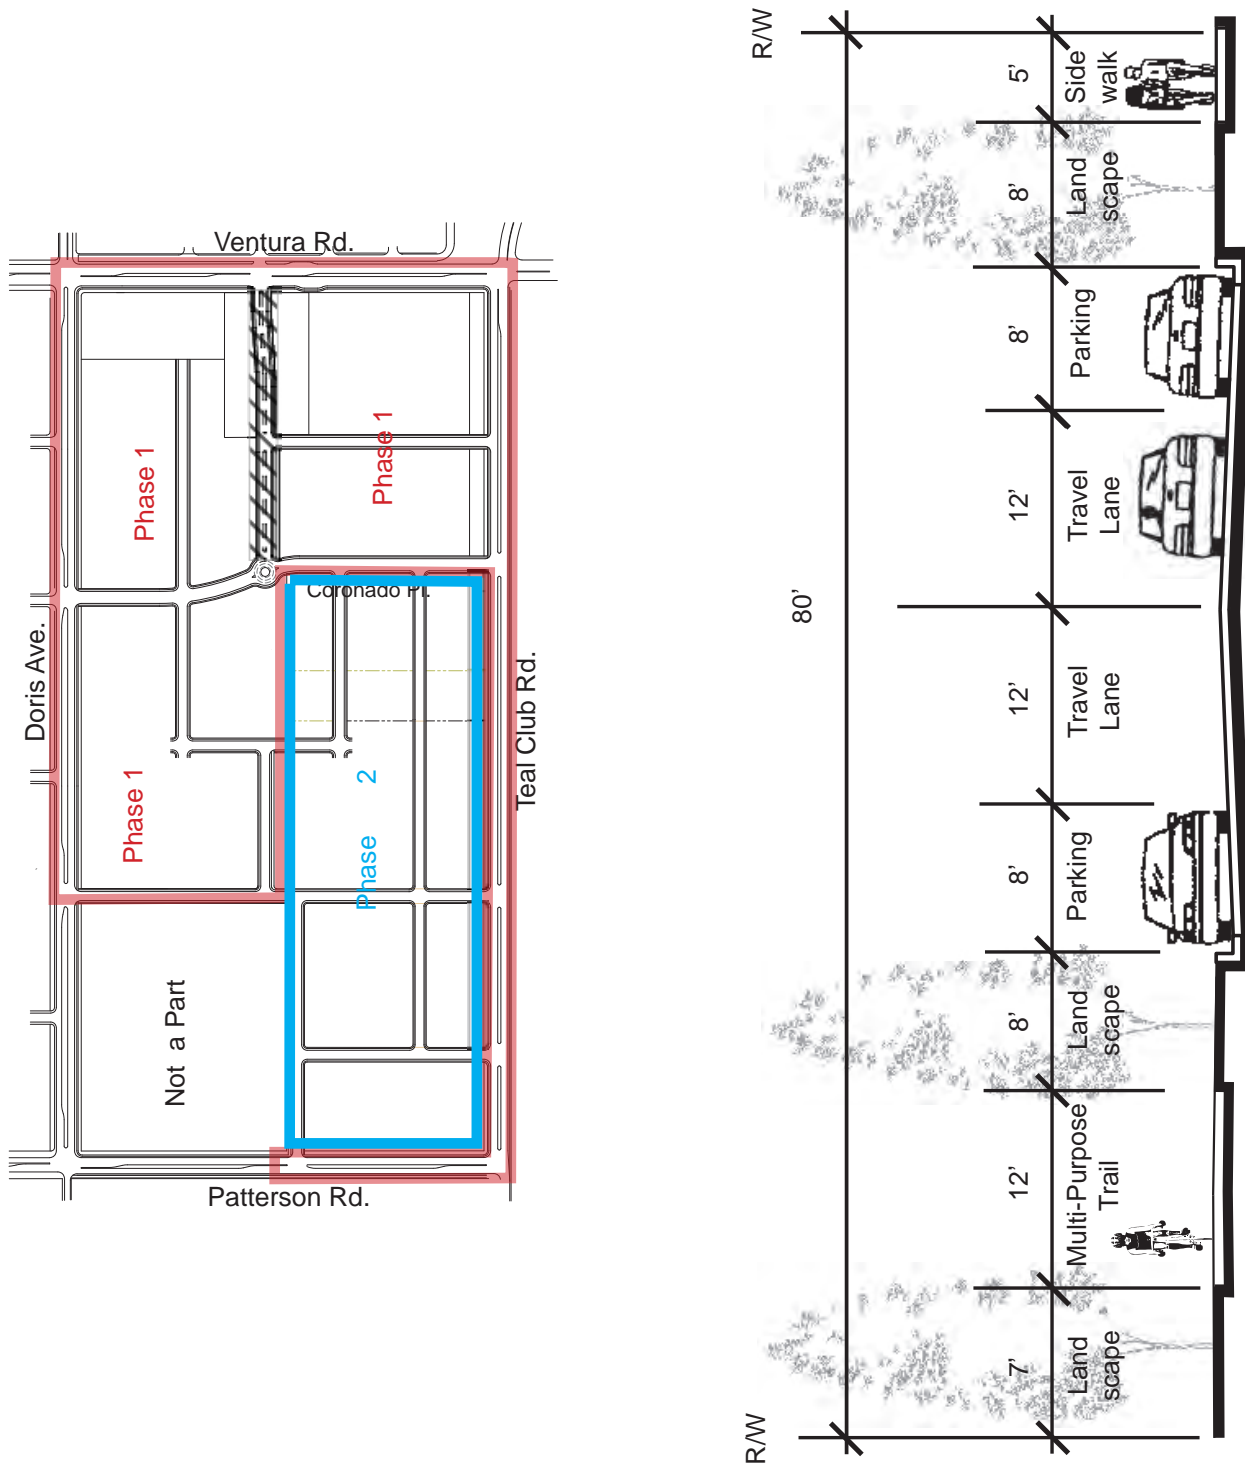 Ventura Rd.
Phase 1
Phase 1
Coronado Pl.
Doris Ave.
Teal Club Rd.
Phase 2
Phase 1
Not a Part
Patterson Rd.
R/W
5’
Side
walk
8’
Land
scape
8’
Parking
12’
Travel
Lane
80’
12’
Travel
Lane
8’
Parking
8’
Land
scape
12’
Multi-Purpose
Trail
7’
Land
scape
R/W